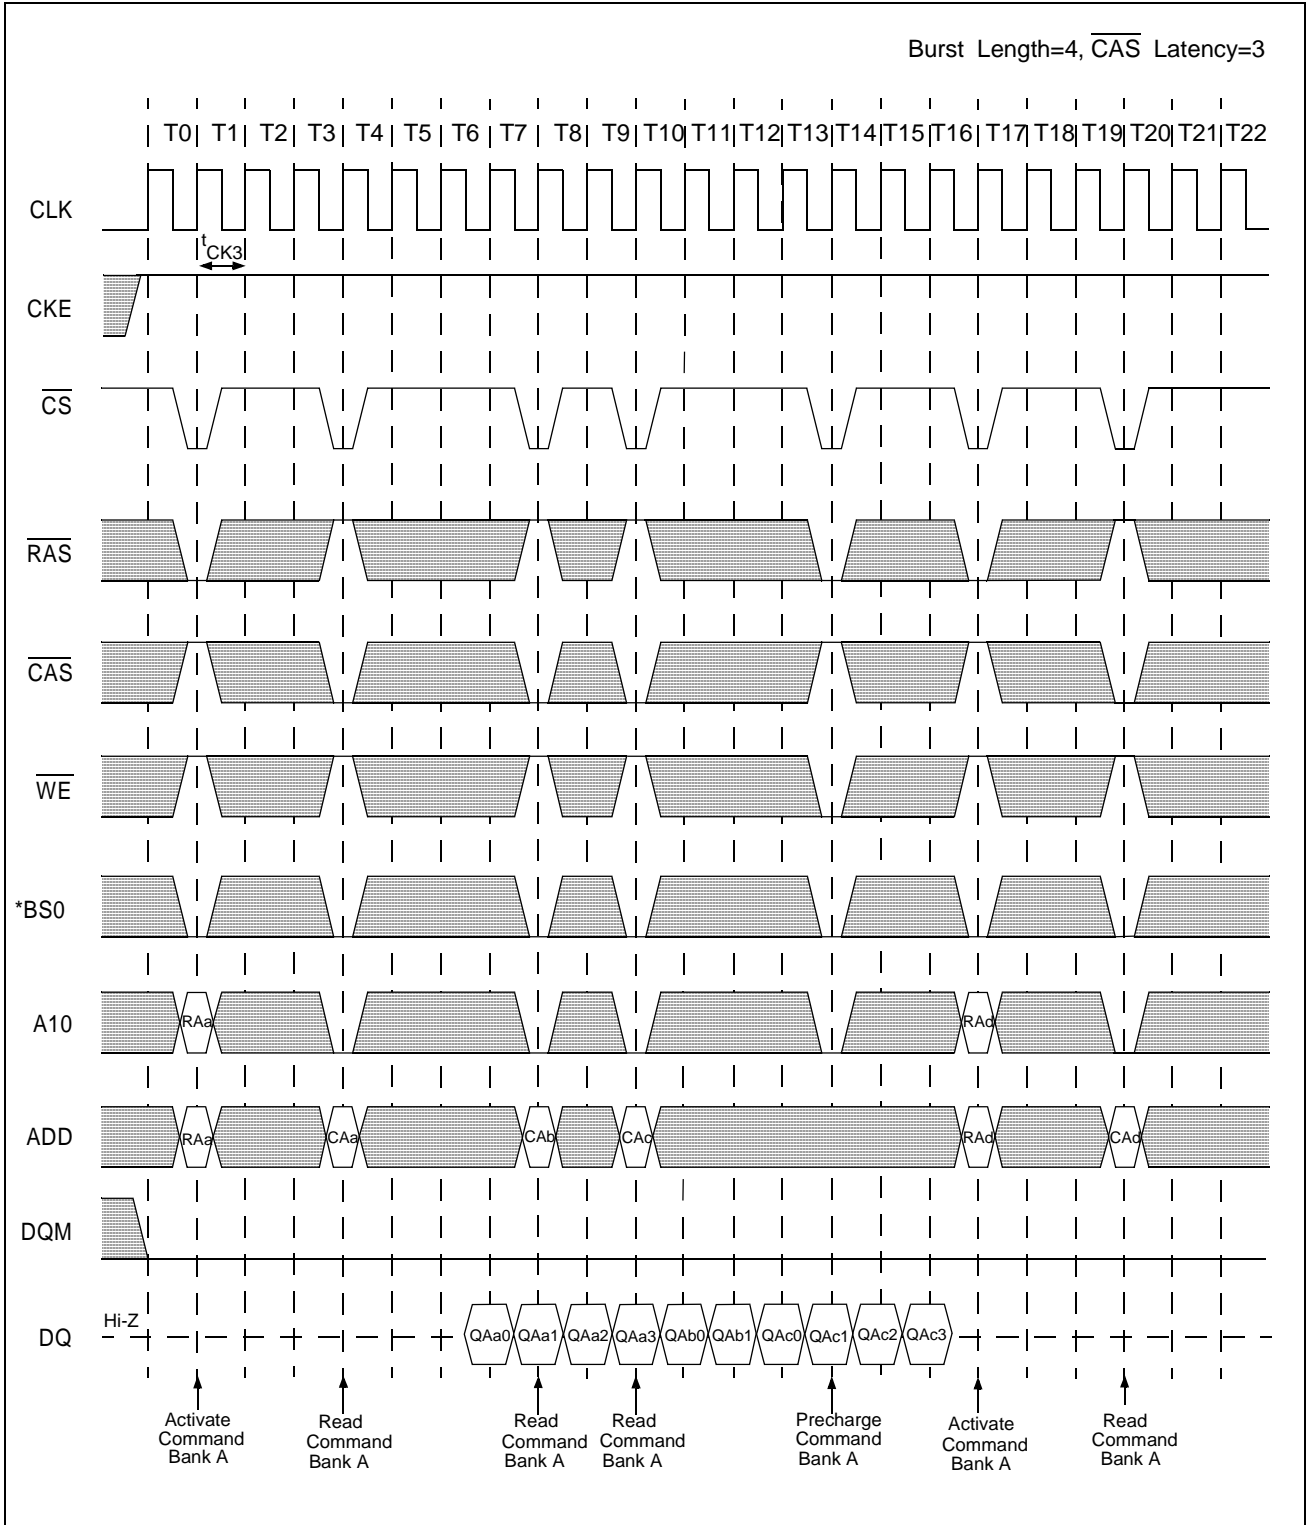 Burst Length=4, CAS Latency=3
T0 T1 T2 T3 T4 T5 T6 T7 T8 T9 T10 T11 T12 T13 T14 T15 T16 T17 T18 T19 T20 T21 T22
CLK
tCK3
CKE
CS
RAS
CAS
WE
*BS0
A10 RAa RAd
ADD RAa CAa CAb CAc RAd CAd
DQM
Hi-Z
DQ QAa0 QAa1 QAa2 QAa3 QAb0 QAb1 QAc0 QAc1 QAc2 QAc3
Activate
Command
Bank A
Read
Command
Bank A
Read
Command
Bank A
Read
Command
Bank A
Precharge
Command
Bank A
Activate
Command
Bank A
Read
Command
Bank A